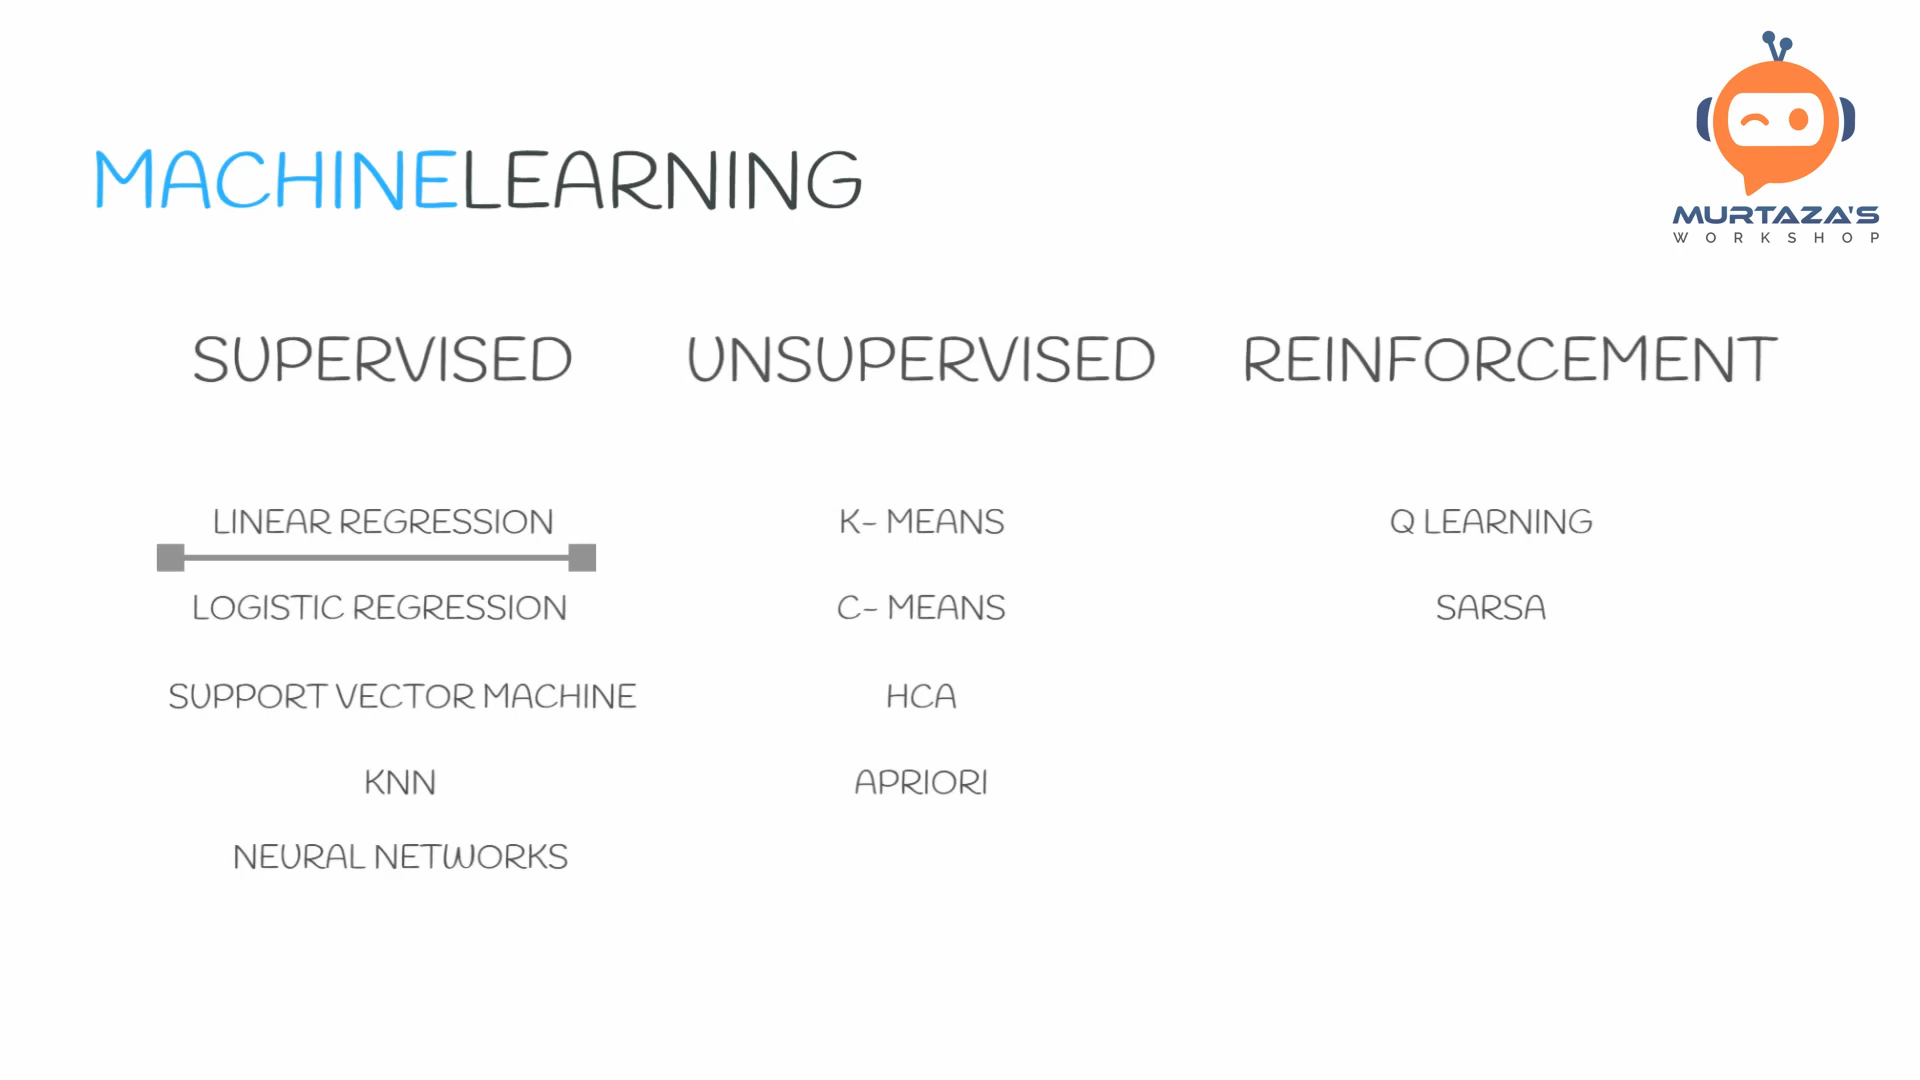 MACHINELEARNING
MURTAZA'S
WORKSHOP
SUPERVISED
UNSUPERVISED
REINFORCEMENT
LINEAR REGRESSION
K- MEANS
Q LEARNING
LOGISTIC REGRESSION
C- MEANS
SARSA
SUPPORT VECTOR MACHINE
HCA
KNN
APRIORI
NEURAL NETWORKS